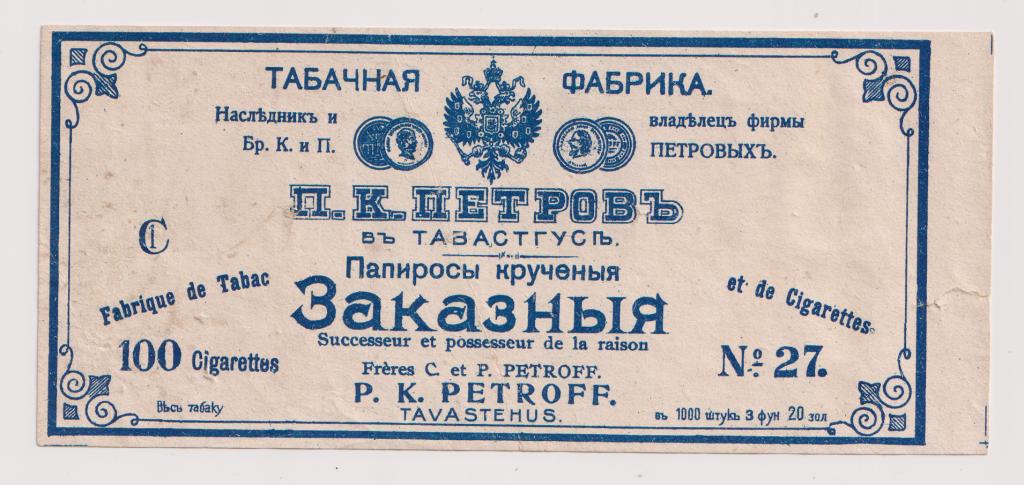 ТАБАЧНАЯ ФАБРИКА.
Наслѣдникъ и владѣлецъ фирмы
Бр. К. и П. ПЕТРОВЫХЪ.
П. К. ПЕТРОВЪ
ВЪ ТАВАСТГУСѢ.
Папиросы крученыя
Заказныя
Fabrique de Tabac et de Cigarettes
Successeur et possesseur de la raison
100 Cigarettes
№ 27.
Frères C. et P. PETROFF.
P. K. PETROFF.
TAVASTEHUS.
Вѣсъ табаку въ 1000 штукъ 3 фун 20 зол